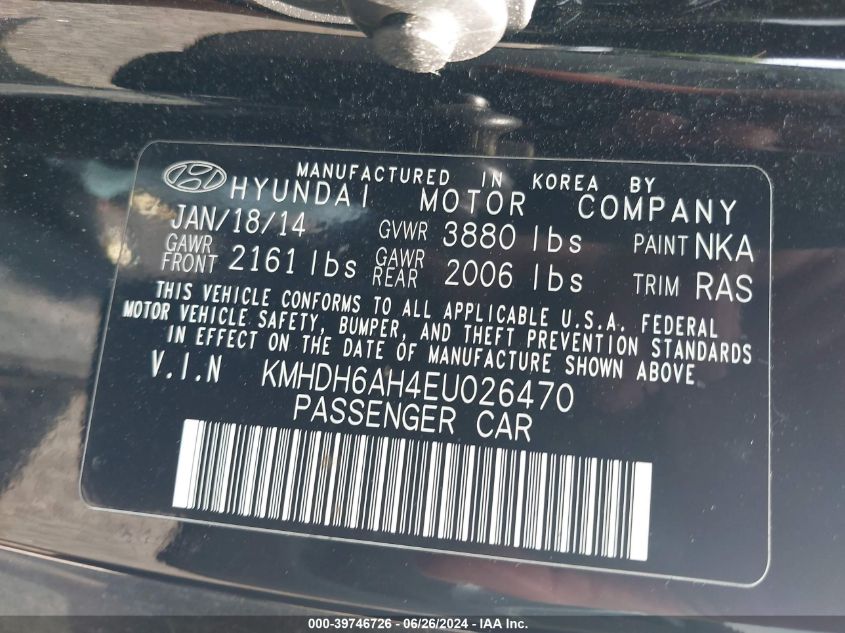 MANUFACTURED IN KOREA BY
HYUNDAI MOTOR COMPANY
JAN/18/14 GVWR 3880 lbs PAINT NKA
GAWR FRONT 2161 lbs GAWR REAR 2006 lbs TRIM RAS
THIS VEHICLE CONFORMS TO ALL APPLICABLE U.S.A. FEDERAL
MOTOR VEHICLE SAFETY, BUMPER, AND THEFT PREVENTION STANDARDS
IN EFFECT ON THE DATE OF MANUFACTURE SHOWN ABOVE
V.I.N KMHDH6AH4EU026470
PASSENGER CAR
000-39746726 - 06/26/2024 - IAA Inc.